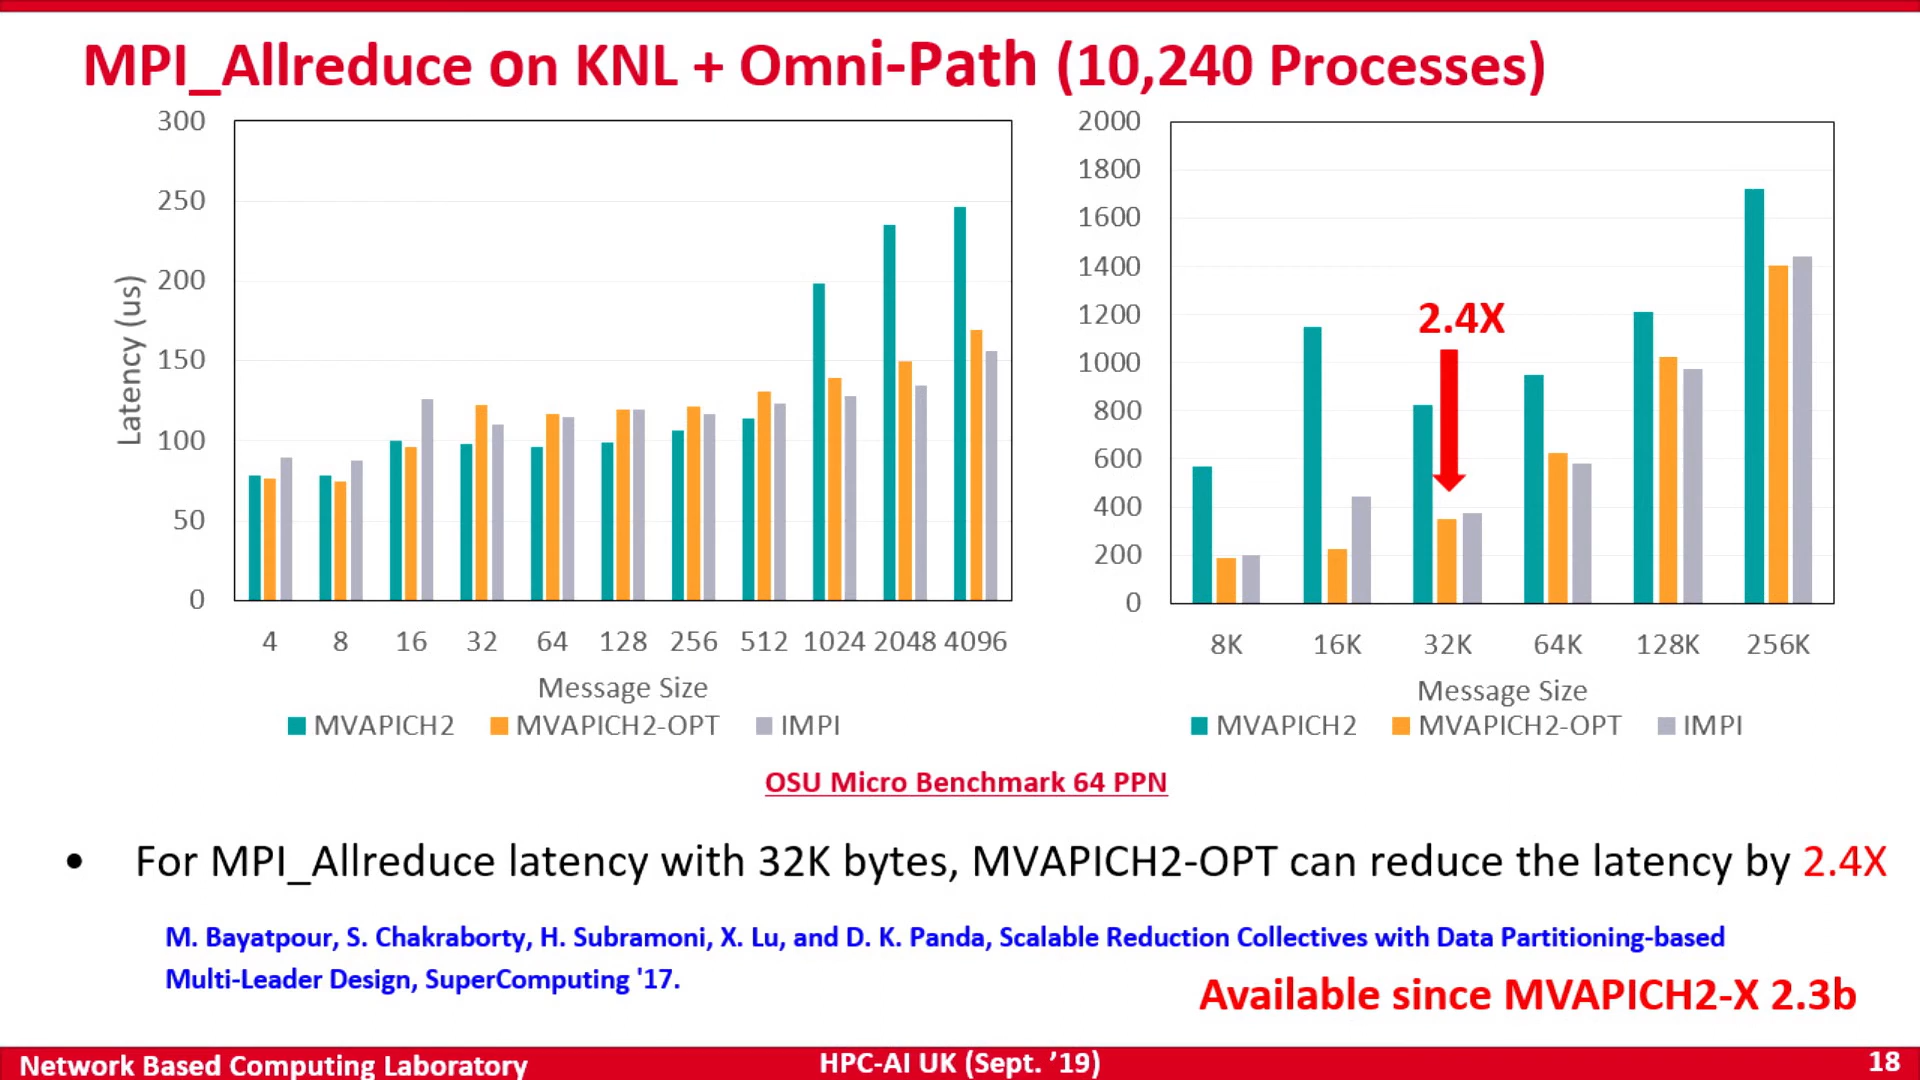 MPI_Allreduce on KNL + Omni-Path (10,240 Processes)
300
250
200
150
100
50
0
Latency (us)
4 8 16 32 64 128 256 512 1024 2048 4096
Message Size
MVAPICH2 MVAPICH2-OPT IMPI
2000
1800
1600
1400
1200
1000
800
600
400
200
0
2.4X
8K 16K 32K 64K 128K 256K
Message Size
MVAPICH2 MVAPICH2-OPT IMPI
OSU Micro Benchmark 64 PPN
• For MPI_Allreduce latency with 32K bytes, MVAPICH2-OPT can reduce the latency by 2.4X
M. Bayatpour, S. Chakraborty, H. Subramoni, X. Lu, and D. K. Panda, Scalable Reduction Collectives with Data Partitioning-based
Multi-Leader Design, SuperComputing '17.
Available since MVAPICH2-X 2.3b
Network Based Computing Laboratory
HPC-AI UK (Sept. ’19)
18